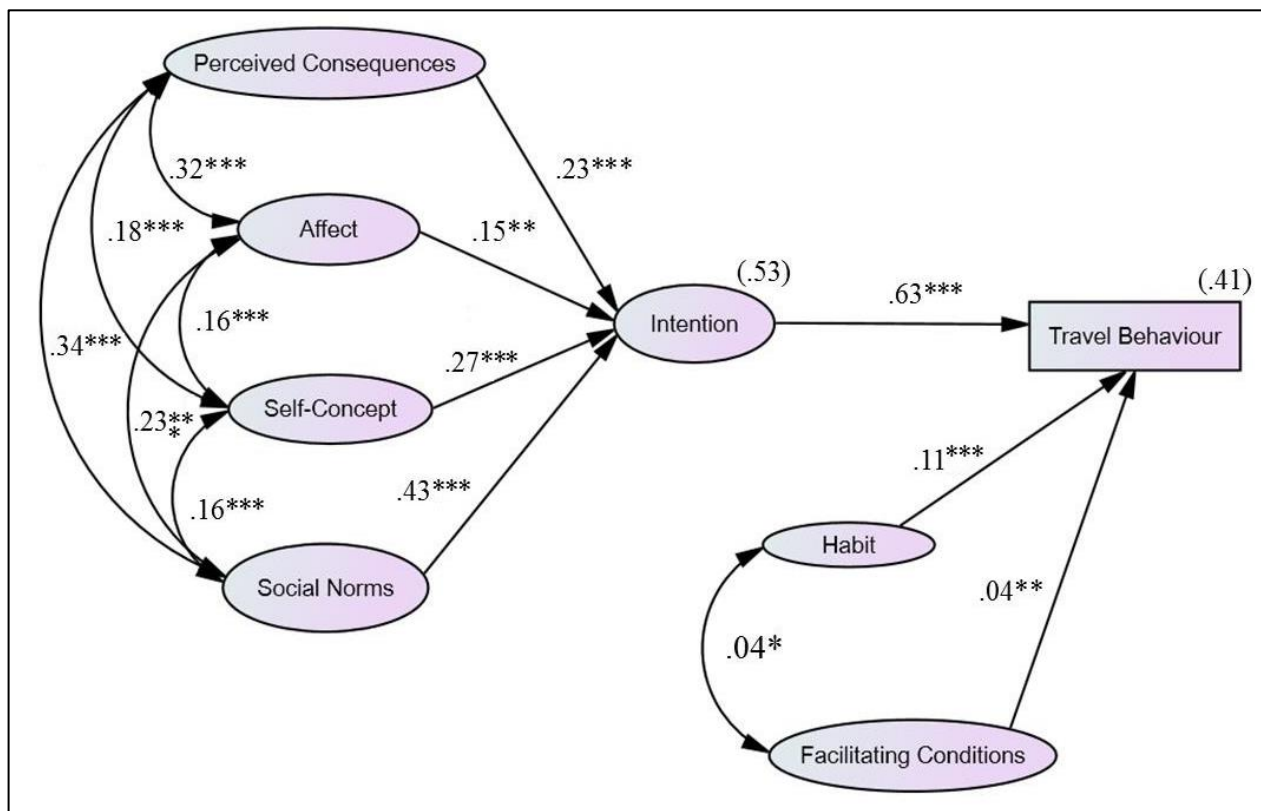 Perceived Consequences
.32***
.23***
.18***
Affect
.15**
(.53)
(.41)
.63***
Intention
Travel Behaviour
.16***
.34***
.27***
Self-Concept
.23**
*
.11***
.43***
.16***
Habit
Social Norms
.04**
.04*
Facilitating Conditions